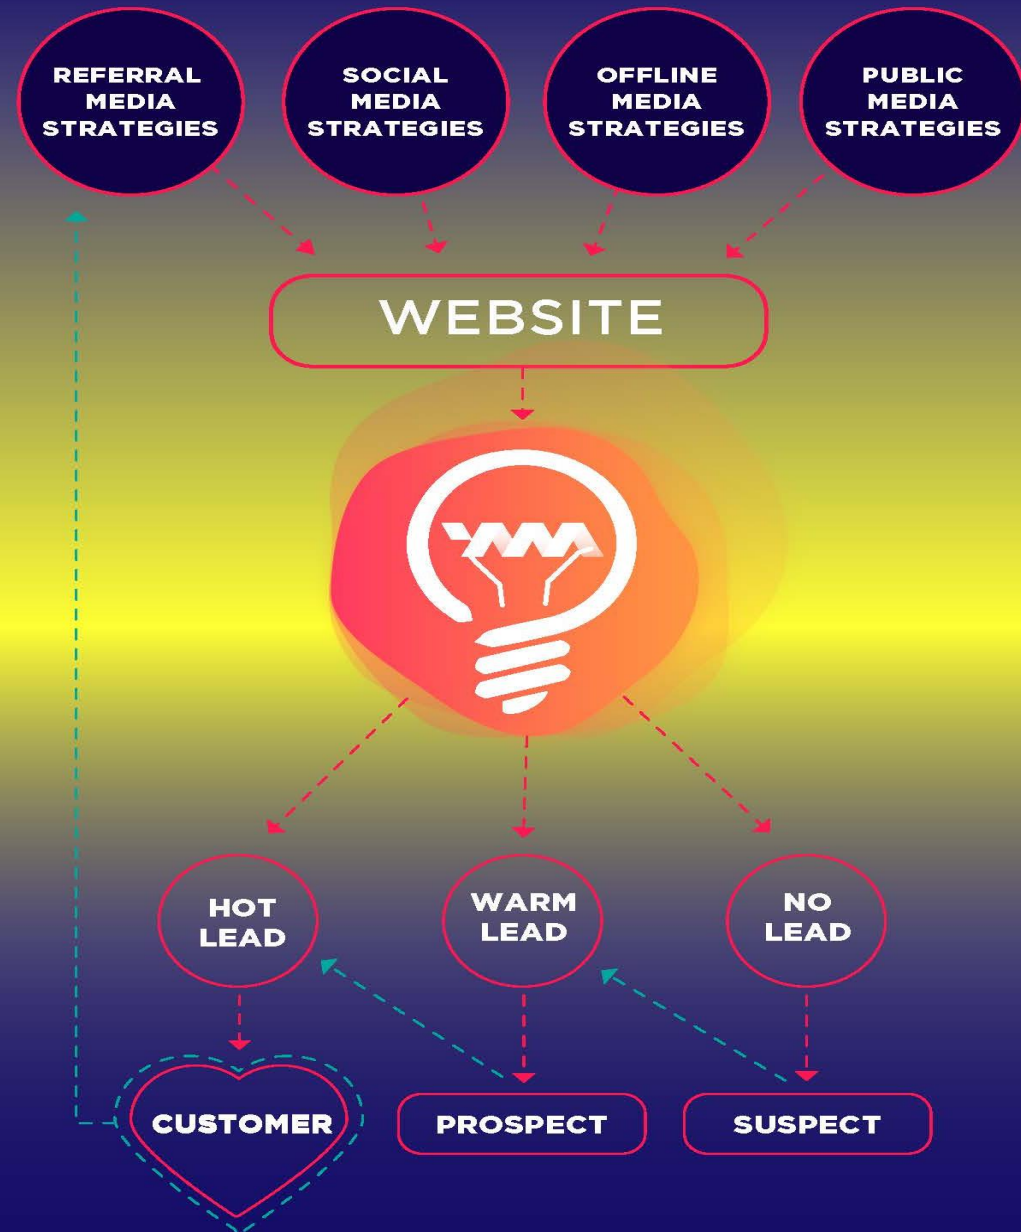 REFERRAL
MEDIA
STRATEGIES
SOCIAL
MEDIA
STRATEGIES
OFFLINE
MEDIA
STRATEGIES
PUBLIC
MEDIA
STRATEGIES
WEBSITE
HOT
LEAD
WARM
LEAD
NO
LEAD
CUSTOMER
PROSPECT
SUSPECT